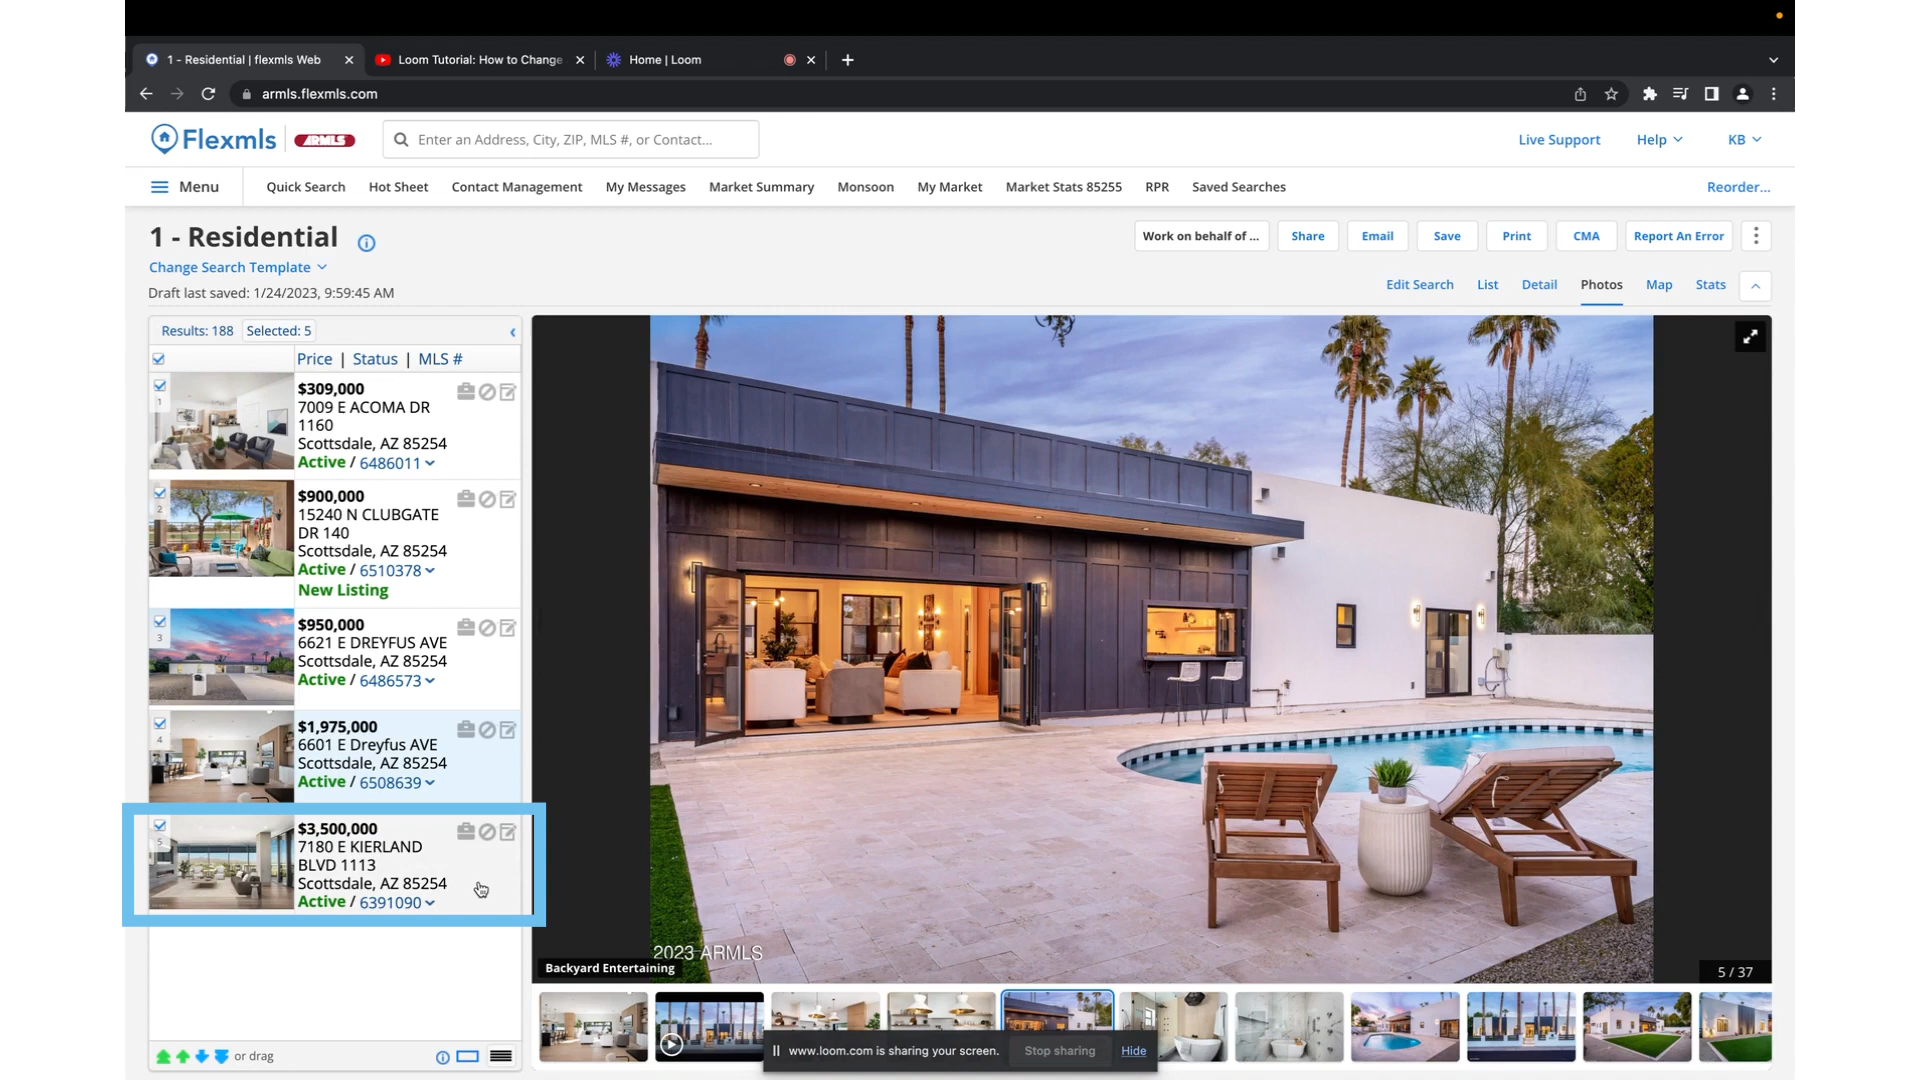 1 - Residential | flexmls Web
Loom Tutorial: How to Change
Home | Loom
armls.flexmls.com
Flexmls
ARMLS
Enter an Address, City, ZIP, MLS #, or Contact...
Live Support
Help
KB
Menu
Quick Search
Hot Sheet
Contact Management
My Messages
Market Summary
Monsoon
My Market
Market Stats 85255
RPR
Saved Searches
Reorder...
1 - Residential
Work on behalf of ...
Share
Email
Save
Print
CMA
Report An Error
Change Search Template
Draft last saved: 1/24/2023, 9:59:45 AM
Edit Search
List
Detail
Photos
Map
Stats
Results: 188
Selected: 5
Price | Status | MLS #
1
$309,000
7009 E ACOMA DR
1160
Scottsdale, AZ 85254
Active / 6486011
2
$900,000
15240 N CLUBGATE
DR 140
Scottsdale, AZ 85254
Active / 6510378
New Listing
3
$950,000
6621 E DREYFUS AVE
Scottsdale, AZ 85254
Active / 6486573
4
$1,975,000
6601 E Dreyfus AVE
Scottsdale, AZ 85254
Active / 6508639
5
$3,500,000
7180 E KIERLAND
BLVD 1113
Scottsdale, AZ 85254
Active / 6391090
2023 ARMLS
Backyard Entertaining
5 / 37
or drag
www.loom.com is sharing your screen.
Stop sharing
Hide